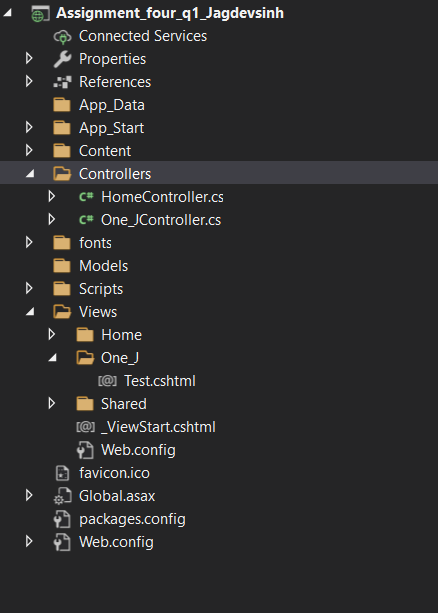 Assignment_four_q1_Jagdevsinh
Connected Services
Properties
References
App_Data
App_Start
Content
Controllers
C# HomeController.cs
C# One_JController.cs
fonts
Models
Scripts
Views
Home
One_J
[@] Test.cshtml
Shared
[@] _ViewStart.cshtml
Web.config
favicon.ico
Global.asax
packages.config
Web.config